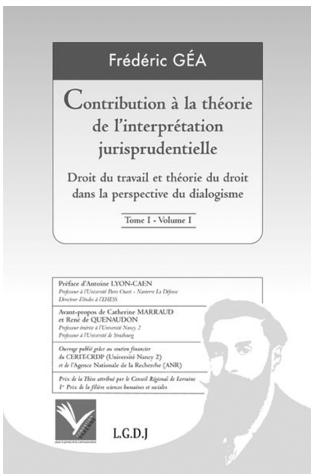 Frédéric GÉA
Contribution à la théorie
de l'interprétation
jurisprudentielle
Droit du travail et théorie du droit
dans la perspective du dialogisme
Tome 1 - Volume 1
Préface d'Antoine LYON-CAEN
Professeur à l'Université Paris Ouest - Nanterre La Défense
Directeur d'études à l'EHESS
Avant-propos de Catherine MARRAUD
et René de QUENAUDON
Professeur émérite à l'Université Nancy 2
Professeur à l'Université de Strasbourg
Ouvrage publié grâce au soutien financier
du CERIT-CRDP (Université Nancy 2)
et de l'Agence Nationale de la Recherche (ANR)
Prix de la Thèse attribué par le Conseil Régional de Lorraine
1er Prix de la filière sciences humaines et sociales
L.G.D.J